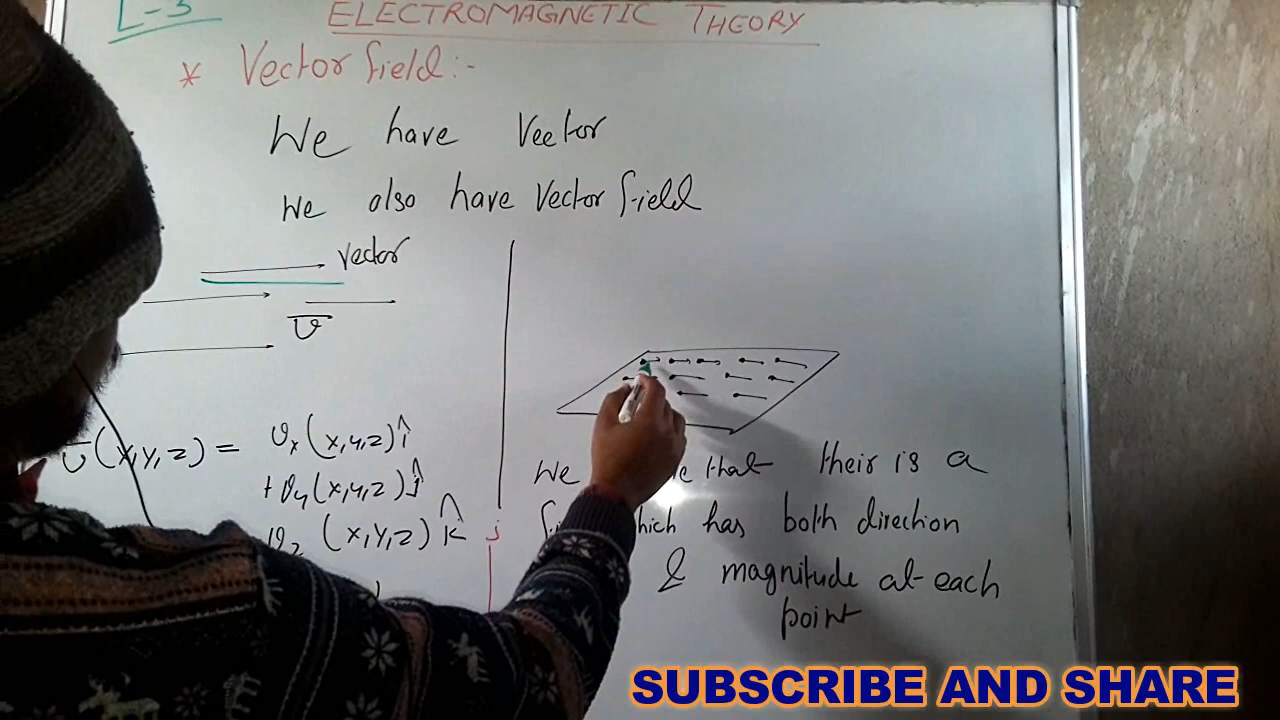 L-3
ELECTROMAGNETIC THEORY
* Vector field :-
We have Vector
We also have Vector field
vector
v̅
v̅(x,y,z) = vx(x,y,z)î
+ vy(x,y,z)ĵ
vz (x,y,z) k̂
j
We that their is a
which has both direction
& magnitude at each
point
SUBSCRIBE AND SHARE